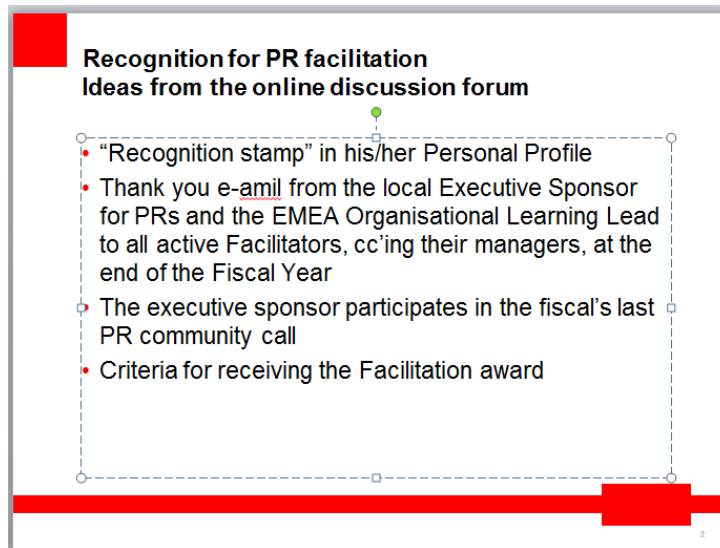 Recognition for PR facilitation
Ideas from the online discussion forum
• “Recognition stamp” in his/her Personal Profile
• Thank you e-amil from the local Executive Sponsor
for PRs and the EMEA Organisational Learning Lead
to all active Facilitators, cc’ing their managers, at the
end of the Fiscal Year
• The executive sponsor participates in the fiscal’s last
PR community call
• Criteria for receiving the Facilitation award
2